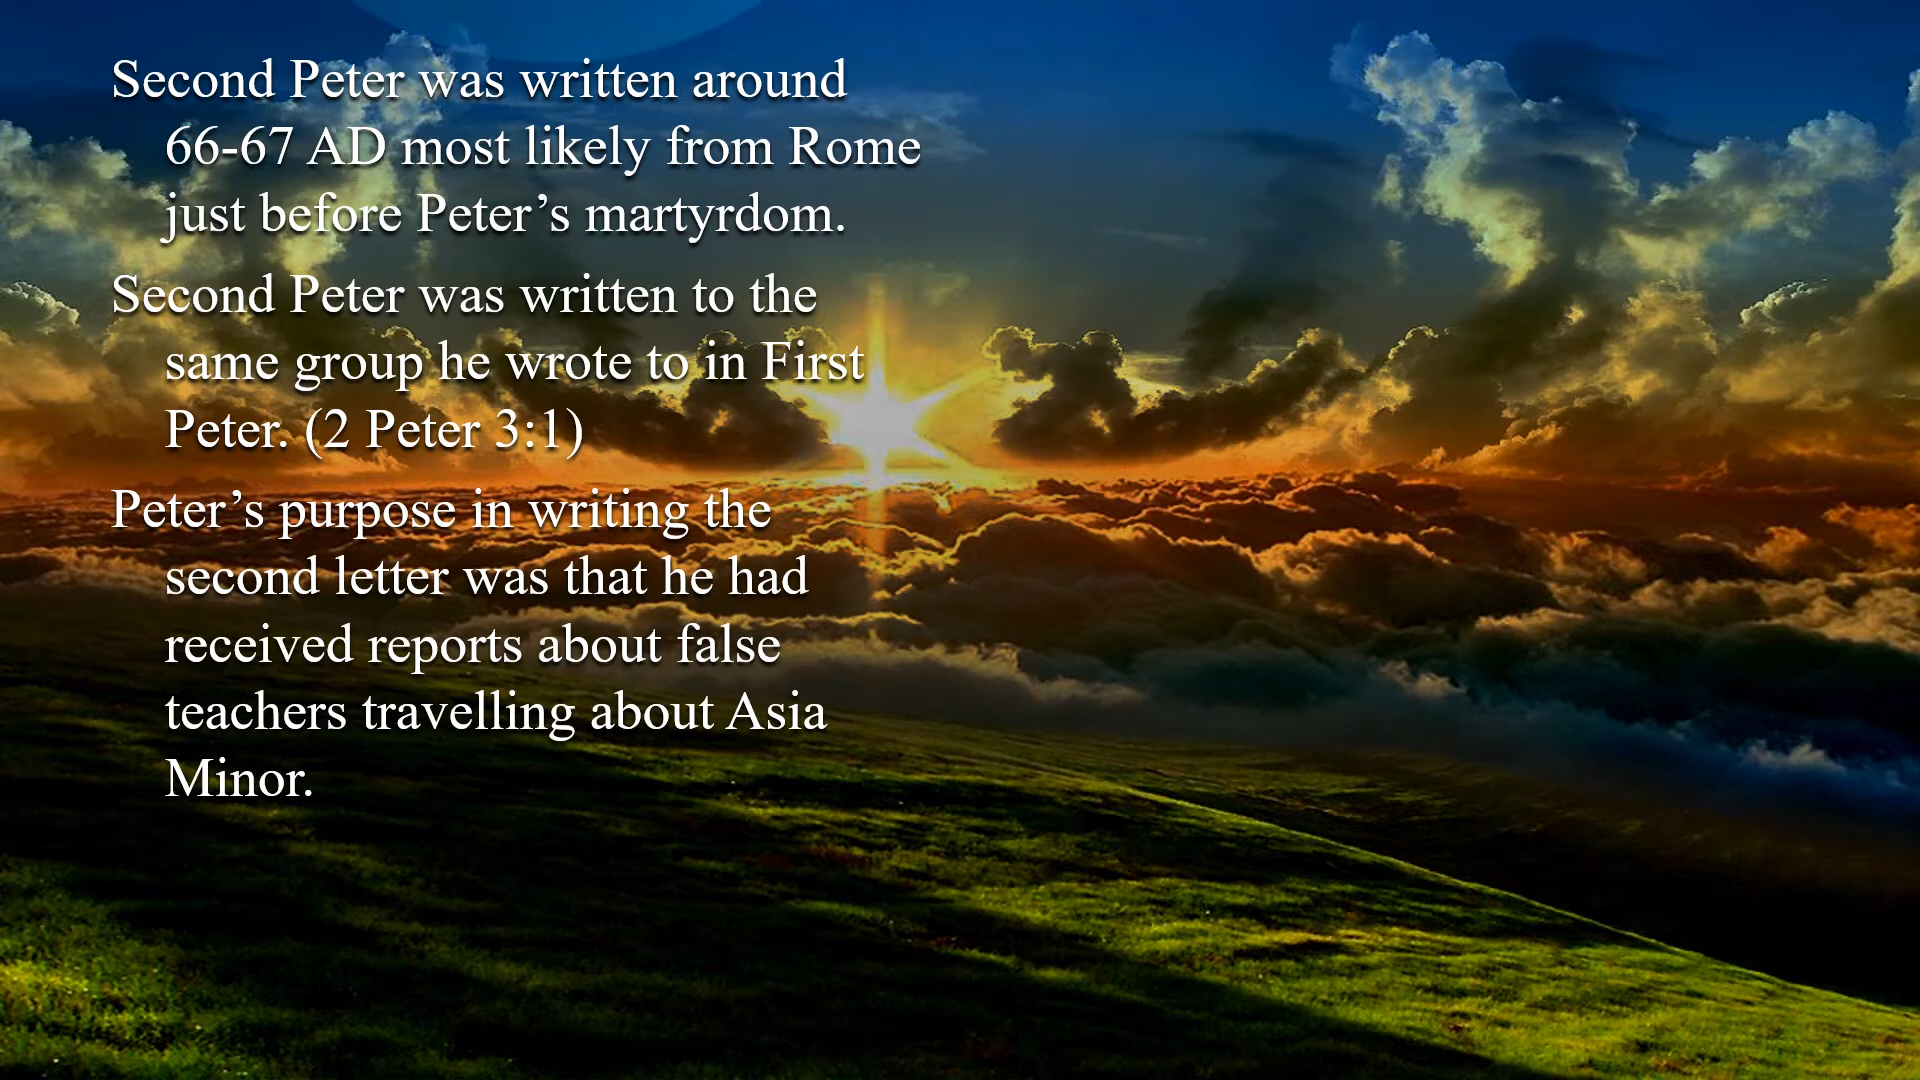 Second Peter was written around
66-67 AD most likely from Rome
just before Peter’s martyrdom.
Second Peter was written to the
same group he wrote to in First
Peter. (2 Peter 3:1)
Peter’s purpose in writing the
second letter was that he had
received reports about false
teachers travelling about Asia
Minor.